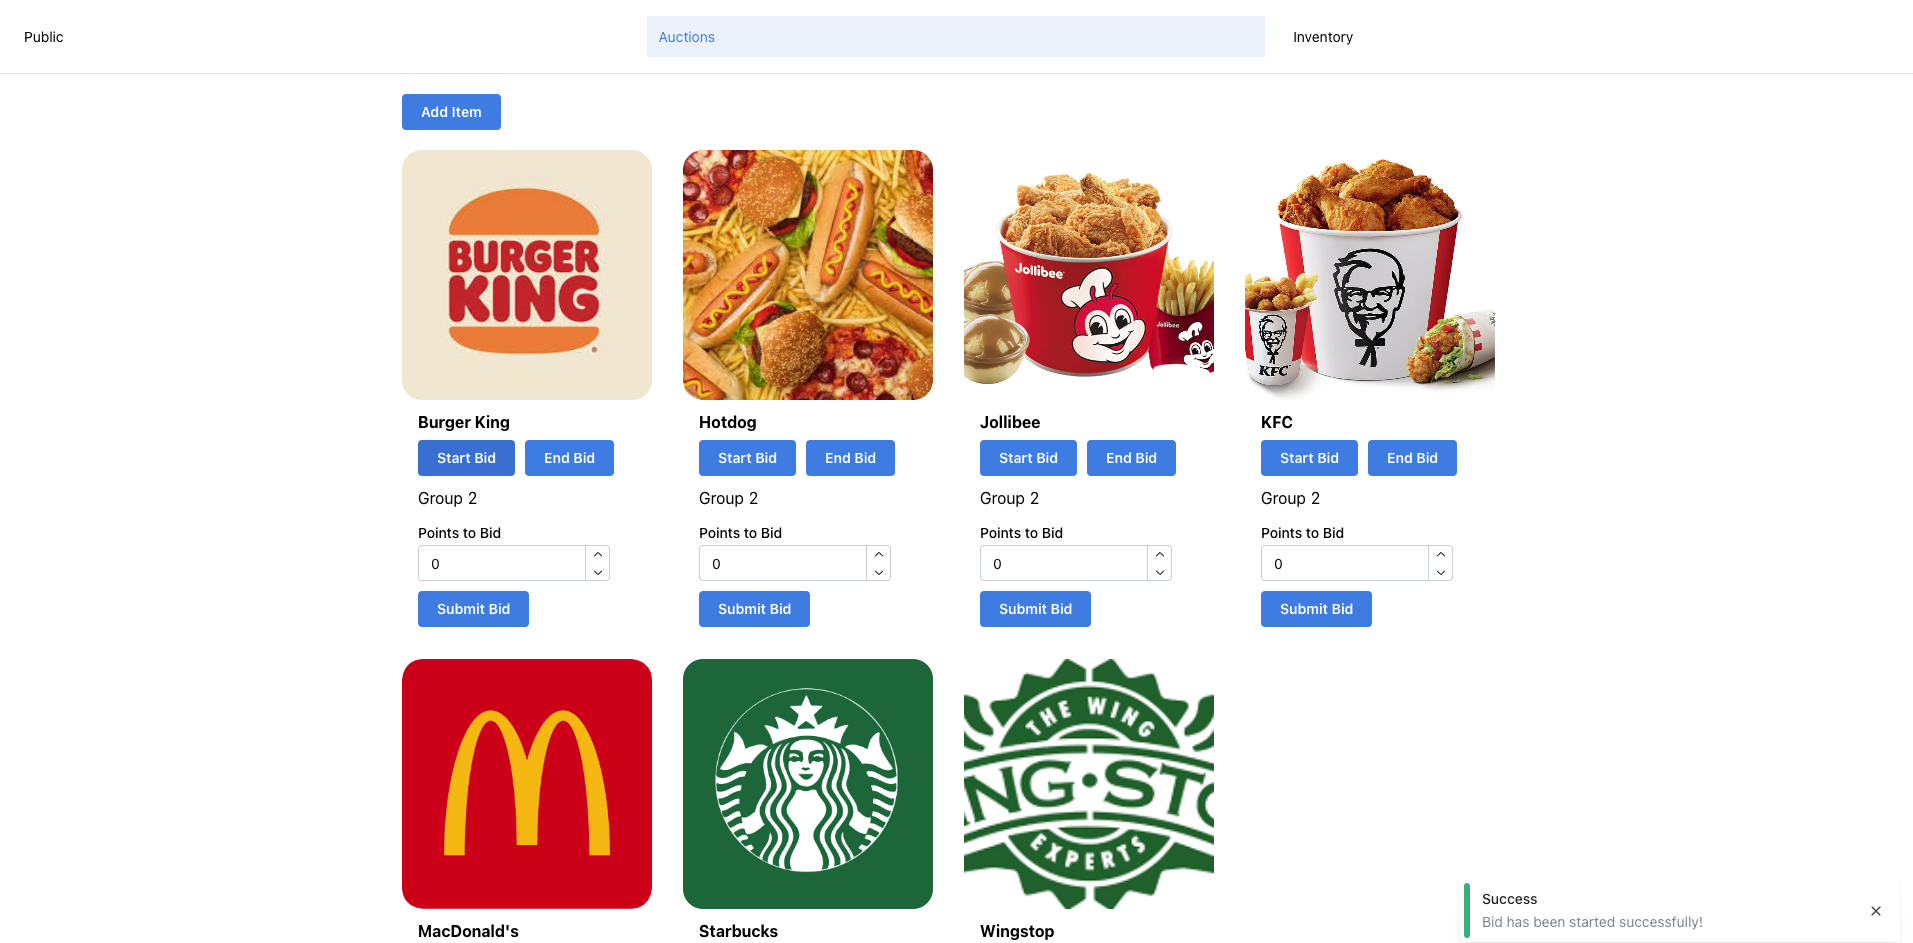 Public
Auctions
Inventory
Add Item
BURGER
KING
Jollibee
Jollibee
KFC
Burger King
Hotdog
Jollibee
KFC
Start Bid
End Bid
Start Bid
End Bid
Start Bid
End Bid
Start Bid
End Bid
Group 2
Group 2
Group 2
Group 2
Points to Bid
Points to Bid
Points to Bid
Points to Bid
0
0
0
0
Submit Bid
Submit Bid
Submit Bid
Submit Bid
THE WING
NG•STO
EXPERTS
MacDonald's
Starbucks
Wingstop
Success
Bid has been started successfully!